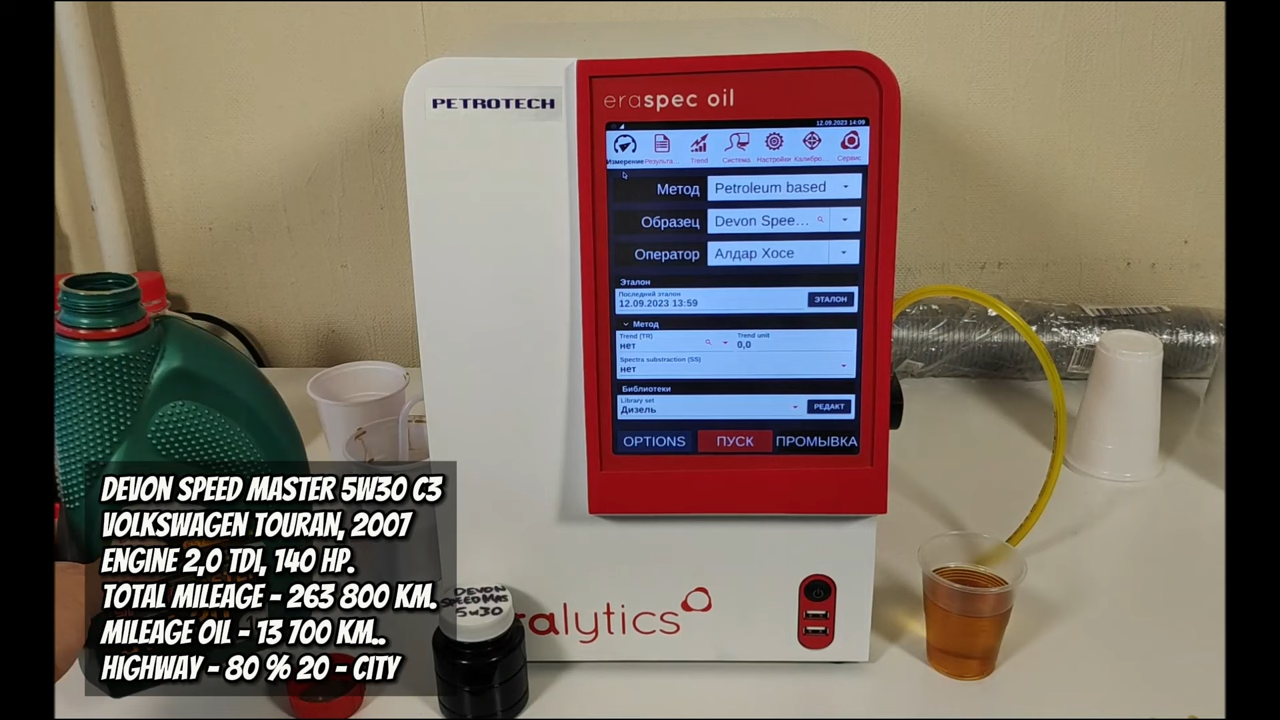 PETROTECH
eraspec oil
12.09.2023 14:09
Измерение Результа... Trend Система Настройки Калибро... Сервис
Метод Petroleum based
Образец Devon Spee...
Оператор Алдар Хосе
Эталон
Последний эталон
12.09.2023 13:59 ЭТАЛОН
Метод
Trend (TR) Trend unit
нет 0,0
Spectra substraction (SS)
нет
Библиотеки
Library set
Дизель РЕДАКТ
OPTIONS ПУСК ПРОМЫВКА
DEVON SPEED MASTER 5W30 C3
VOLKSWAGEN TOURAN, 2007
ENGINE 2,0 TDI, 140 HP.
TOTAL MILEAGE - 263 800 KM.
MILEAGE OIL - 13 700 KM..
HIGHWAY - 80 % 20 - CITY
DEVON
SPEED MAS
5w30
alytics